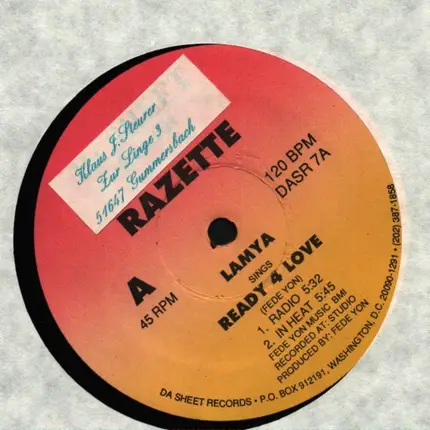 Klaus J. Steurer
Zur Linge 3
51647 Gummersbach
RAZETTE
A
45 RPM
120 BPM
DASR 7A
LAMYA
SINGS
READY 4 LOVE
(FEDE YON)
1. RADIO 5:32
2. IN HEAT 5:45
FEDE YON MUSIC. BMI
RECORDED AT: STUDIO
PRODUCED BY: FEDE YON
DA SHEET RECORDS • P.O. BOX 912191, WASHINGTON, D.C. 20090-1291 • (202) 387-1858